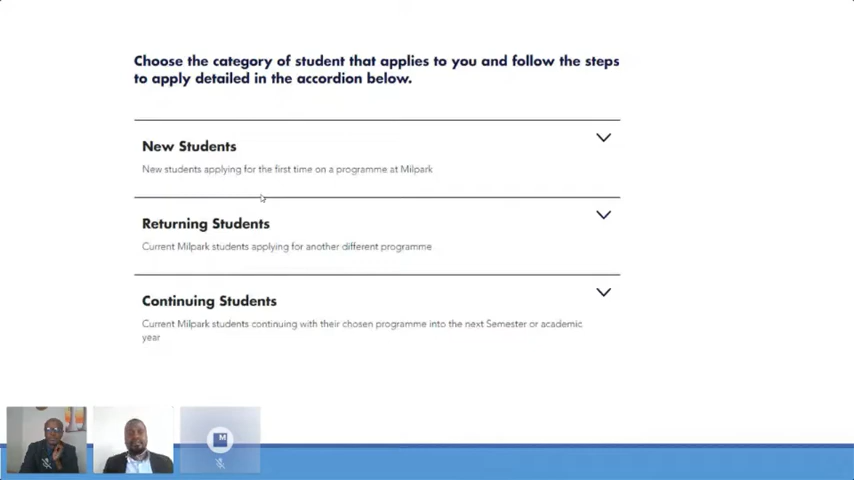 Choose the category of student that applies to you and follow the steps
to apply detailed in the accordion below.
New Students
New students applying for the first time on a programme at Milpark
Returning Students
Current Milpark students applying for another different programme
Continuing Students
Current Milpark students continuing with their chosen programme into the next Semester or academic
year
M